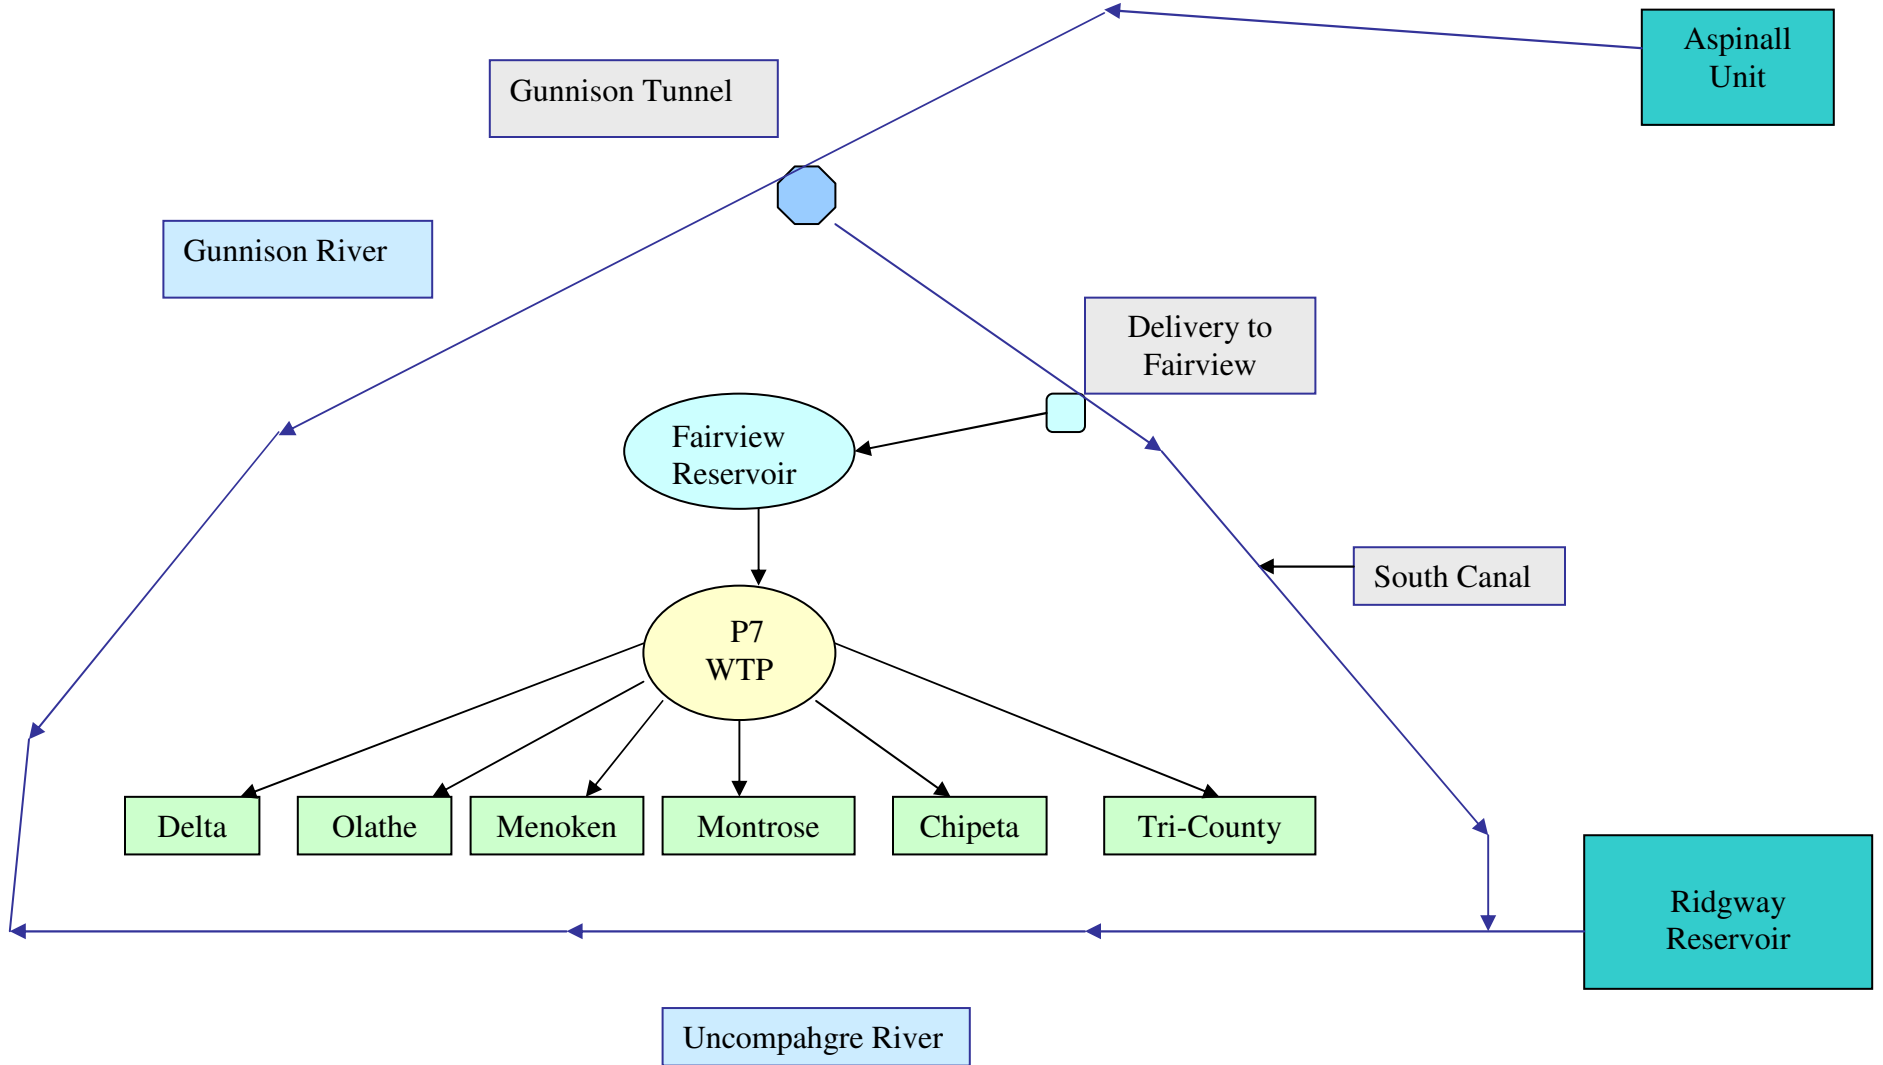 Aspinall
Unit
Gunnison Tunnel
Gunnison River
Delivery to
Fairview
Fairview
Reservoir
South Canal
P7
WTP
Delta
Olathe
Menoken
Montrose
Chipeta
Tri-County
Ridgway
Reservoir
Uncompahgre River